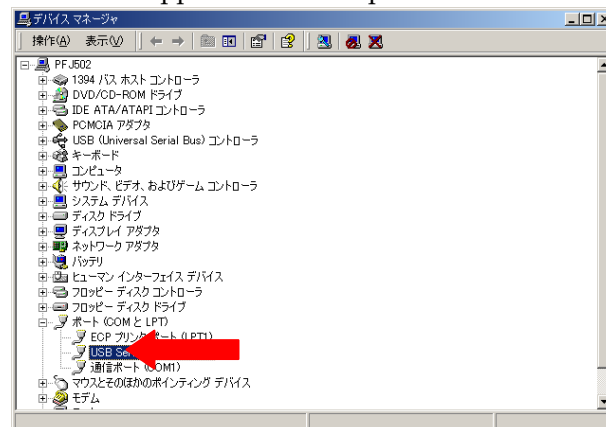 デバイス マネージャ
操作(A) 表示(V)
PFJ502
1394 バス ホスト コントローラ
DVD/CD-ROM ドライブ
IDE ATA/ATAPI コントローラ
PCMCIA アダプタ
USB (Universal Serial Bus) コントローラ
キーボード
コンピュータ
サウンド、ビデオ、およびゲーム コントローラ
システム デバイス
ディスク ドライブ
ディスプレイ アダプタ
ネットワーク アダプタ
バッテリ
ヒューマン インターフェイス デバイス
フロッピー ディスク コントローラ
フロッピー ディスク ドライブ
ポート (COM と LPT)
ECP プリンタ ポート (LPT1)
USB
通信ポート (COM1)
マウスとそのほかのポインティング デバイス
モデム